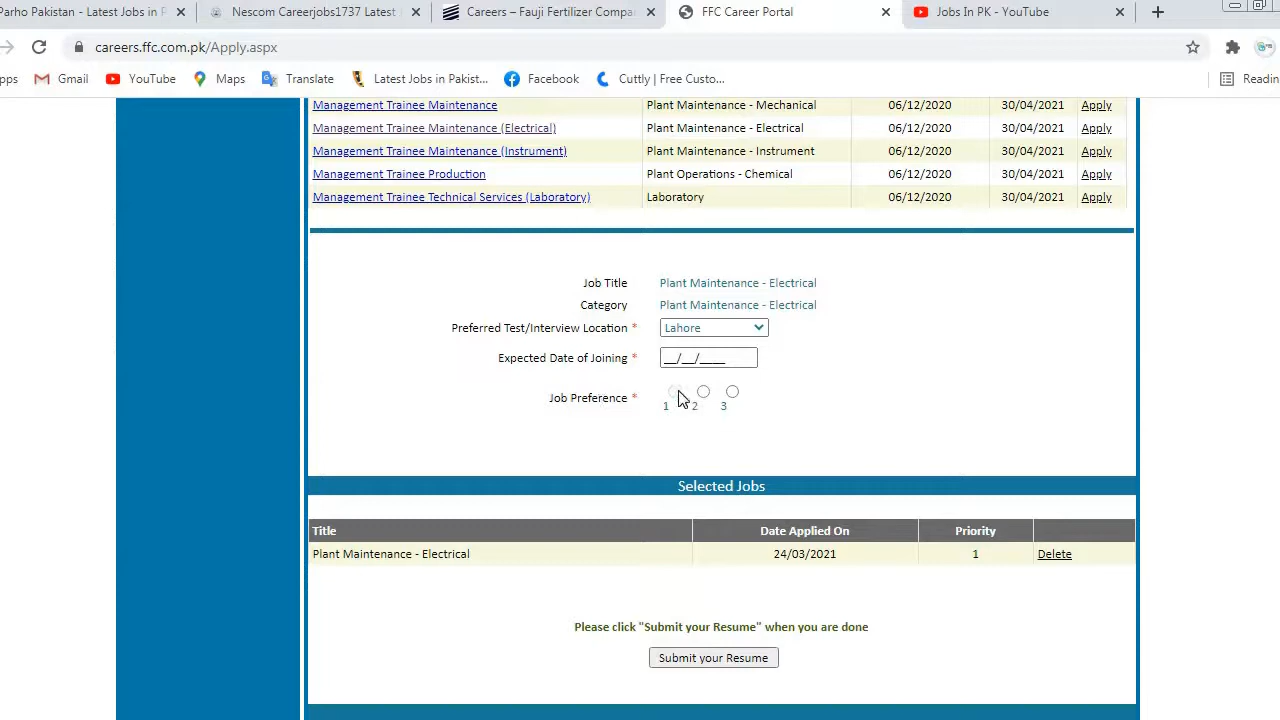 Parho Pakistan - Latest Jobs in P
Nescom Careerjobs1737 Latest
Careers – Fauji Fertilizer Compa
FFC Career Portal
Jobs In PK - YouTube
careers.ffc.com.pk/Apply.aspx
pps
Gmail
YouTube
Maps
Translate
Latest Jobs in Pakist...
Facebook
Cuttly | Free Custo...
Readin
Management Trainee Maintenance Plant Maintenance - Mechanical 06/12/2020 30/04/2021 Apply
Management Trainee Maintenance (Electrical) Plant Maintenance - Electrical 06/12/2020 30/04/2021 Apply
Management Trainee Maintenance (Instrument) Plant Maintenance - Instrument 06/12/2020 30/04/2021 Apply
Management Trainee Production Plant Operations - Chemical 06/12/2020 30/04/2021 Apply
Management Trainee Technical Services (Laboratory) Laboratory 06/12/2020 30/04/2021 Apply
Job Title Plant Maintenance - Electrical
Category Plant Maintenance - Electrical
Preferred Test/Interview Location * Lahore
Expected Date of Joining * __/__/____
Job Preference *
1 2 3
Selected Jobs
Title Date Applied On Priority
Plant Maintenance - Electrical 24/03/2021 1 Delete
Please click "Submit your Resume" when you are done
Submit your Resume